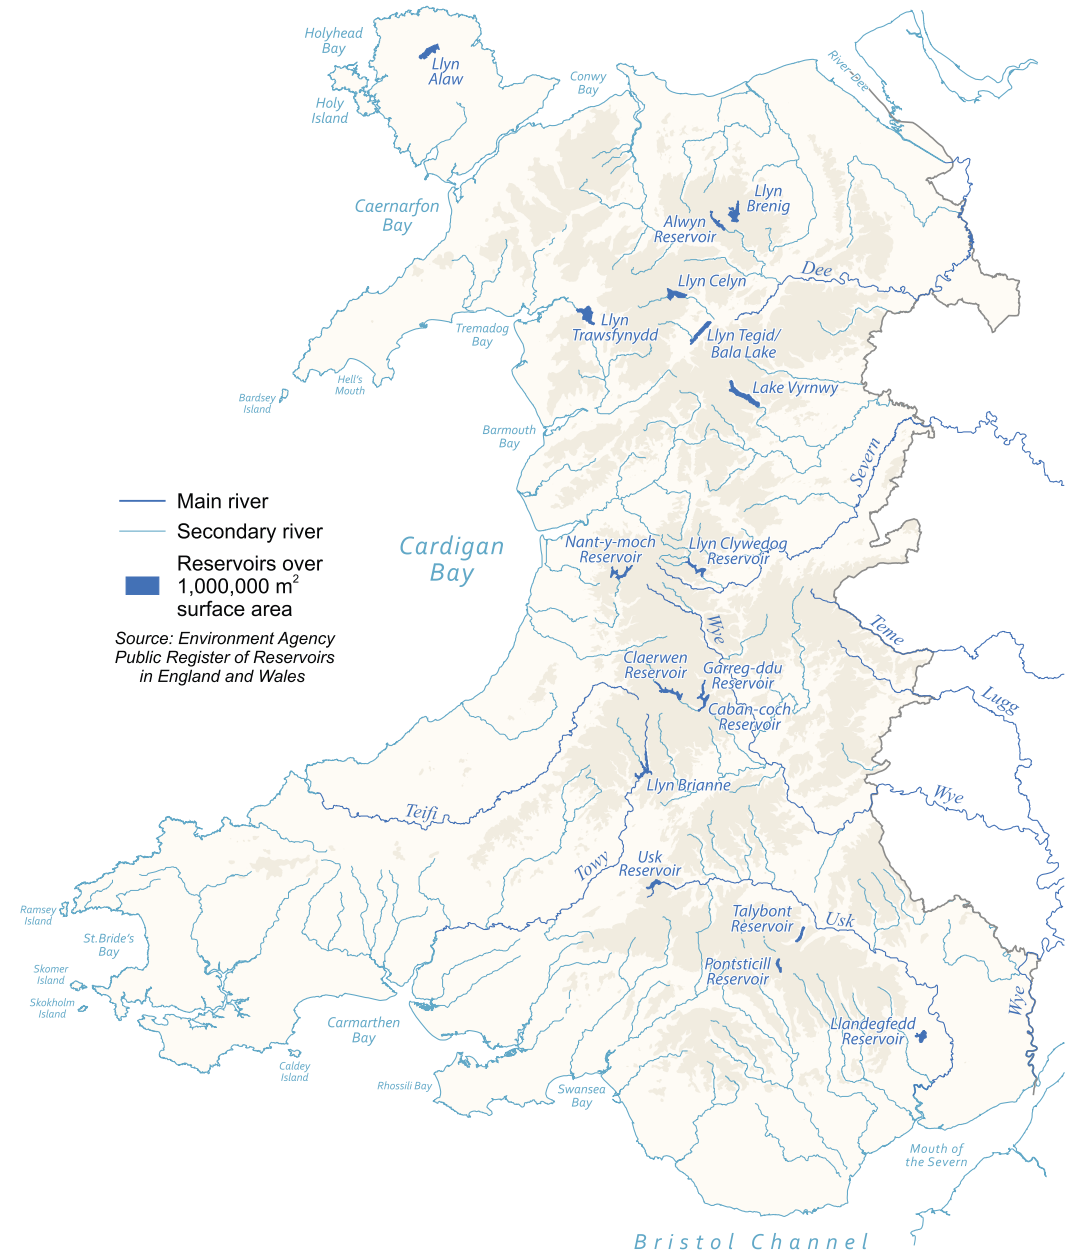 Holyhead
Bay
Llyn
Alaw
Holy
Island
Conwy
Bay
River Dee
Caernarfon
Bay
Llyn
Brenig
Alwyn
Reservoir
Dee
Llyn Celyn
Llyn
Trawsfynydd
Llyn Tegid/
Bala Lake
Tremadog
Bay
Hell's
Mouth
Bardsey
Island
Lake Vyrnwy
Barmouth
Bay
Severn
Main river
Secondary river
Reservoirs over
1,000,000 m²
surface area
Source: Environment Agency
Public Register of Reservoirs
in England and Wales
Cardigan
Bay
Nant-y-moch
Reservoir
Llyn Clywedog
Reservoir
Wye
Teme
Claerwen
Reservoir
Garreg-ddu
Reservoir
Caban-coch
Reservoir
Lugg
Llyn Brianne
Wye
Teifi
Towy
Usk
Reservoir
Talybont
Reservoir
Usk
Ramsey
Island
St.Bride's
Bay
Skomer
Island
Skokholm
Island
Pontsticill
Reservoir
Wye
Carmarthen
Bay
Llandegfedd
Reservoir
Caldey
Island
Rhossili Bay
Swansea
Bay
Mouth of
the Severn
Bristol Channel